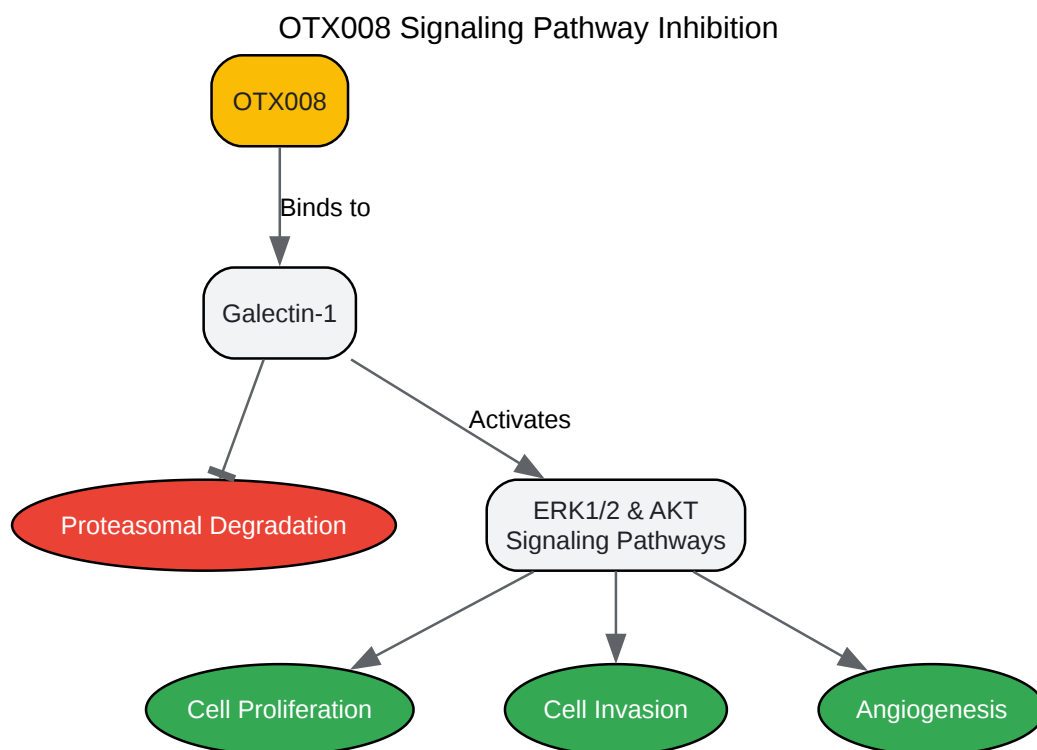 OTX008 Signaling Pathway Inhibition
OTX008
Binds to
Galectin-1
Activates
Proteasomal Degradation
ERK1/2 & AKT
Signaling Pathways
Cell Proliferation
Cell Invasion
Angiogenesis